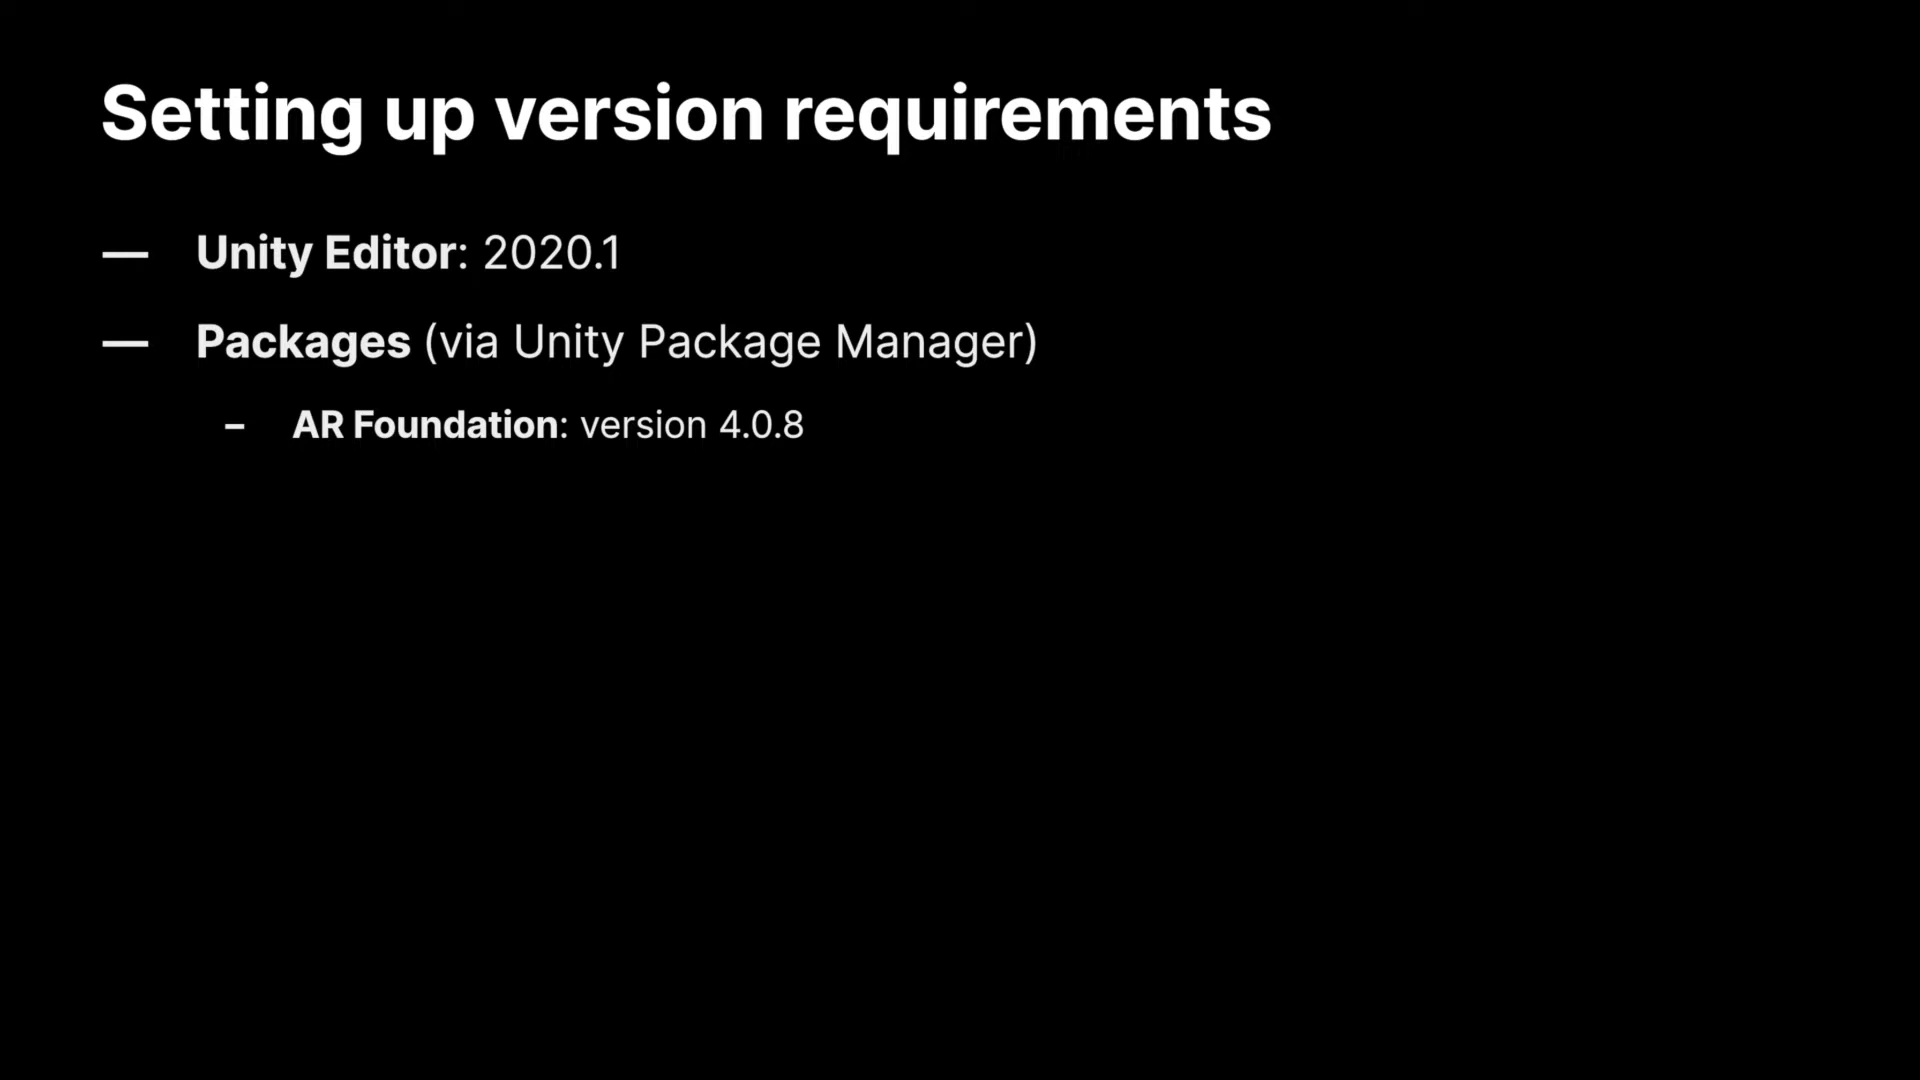 Setting up version requirements
— Unity Editor: 2020.1
— Packages (via Unity Package Manager)
– AR Foundation: version 4.0.8